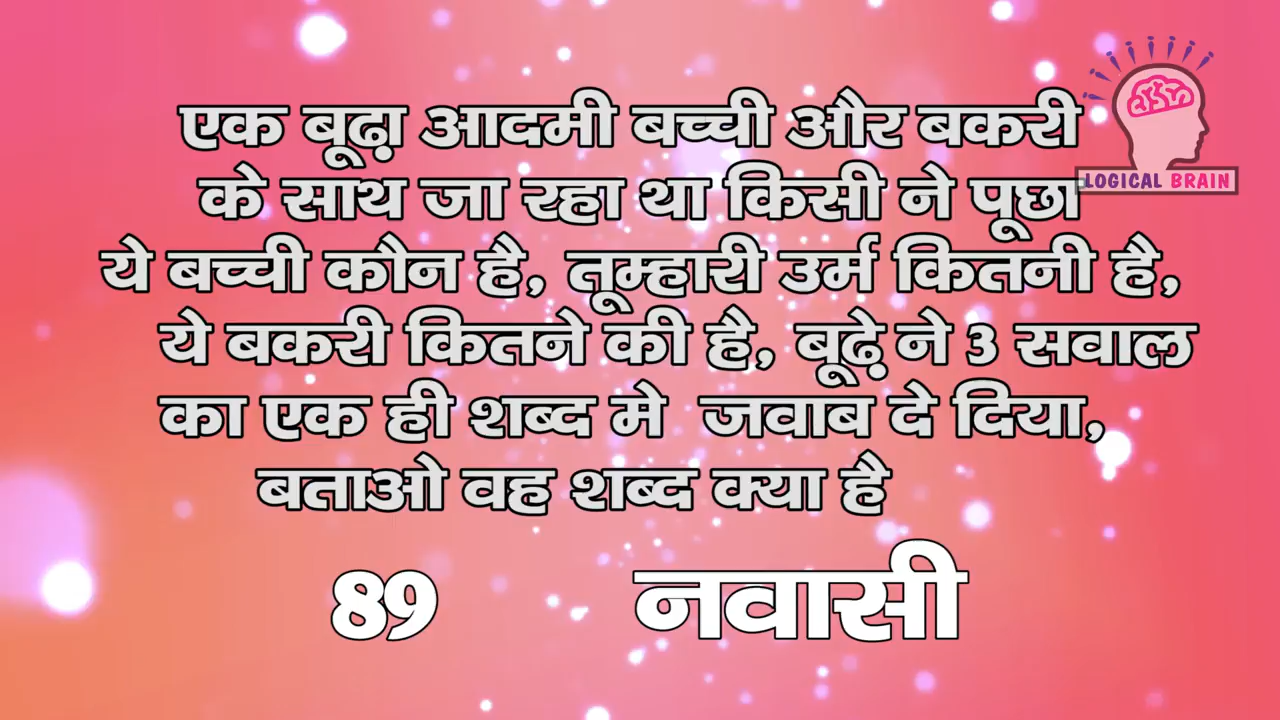 एक बूढ़ा आदमी बच्ची और बकरी
के साथ जा रहा था किसी ने पूछा
ये बच्ची कौन है, तूम्हारी उर्म कितनी है,
ये बकरी कितने की है, बूढ़े ने 3 सवाल
का एक ही शब्द मे जवाब दे दिया,
बताओ वह शब्द क्या है
89 नवासी
LOGICAL BRAIN